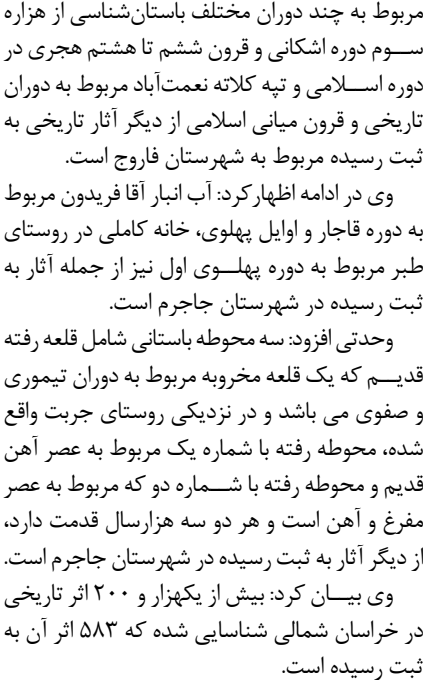 مربوط به چند دوران مختلف باستان‌شناسی از هزاره
سوم دوره اشکانی و قرون ششم تا هشتم هجری در
دوره اسلامی و تپه کلاته نعمت‌آباد مربوط به دوران
تاریخی و قرون میانی اسلامی از دیگر آثار تاریخی به
ثبت رسیده مربوط به شهرستان فاروج است.
وی در ادامه اظهارکرد: آب انبار آقا فریدون مربوط
به دوره قاجار و اوایل پهلوی، خانه کاملی در روستای
طبر مربوط به دوره پهلوی اول نیز از جمله آثار به
ثبت رسیده در شهرستان جاجرم است.
وحدتی افزود: سه محوطه باستانی شامل قلعه رفته
قدیم که یک قلعه مخروبه مربوط به دوران تیموری
و صفوی می باشد و در نزدیکی روستای جربت واقع
شده، محوطه رفته با شماره یک مربوط به عصر آهن
قدیم و محوطه رفته با شماره دو که مربوط به عصر
مفرغ و آهن است و هر دو سه هزارسال قدمت دارد،
از دیگر آثار به ثبت رسیده در شهرستان جاجرم است.
وی بیان کرد: بیش از یکهزار و ۲۰۰ اثر تاریخی
در خراسان شمالی شناسایی شده که ۵۸۳ اثر آن به
ثبت رسیده است.